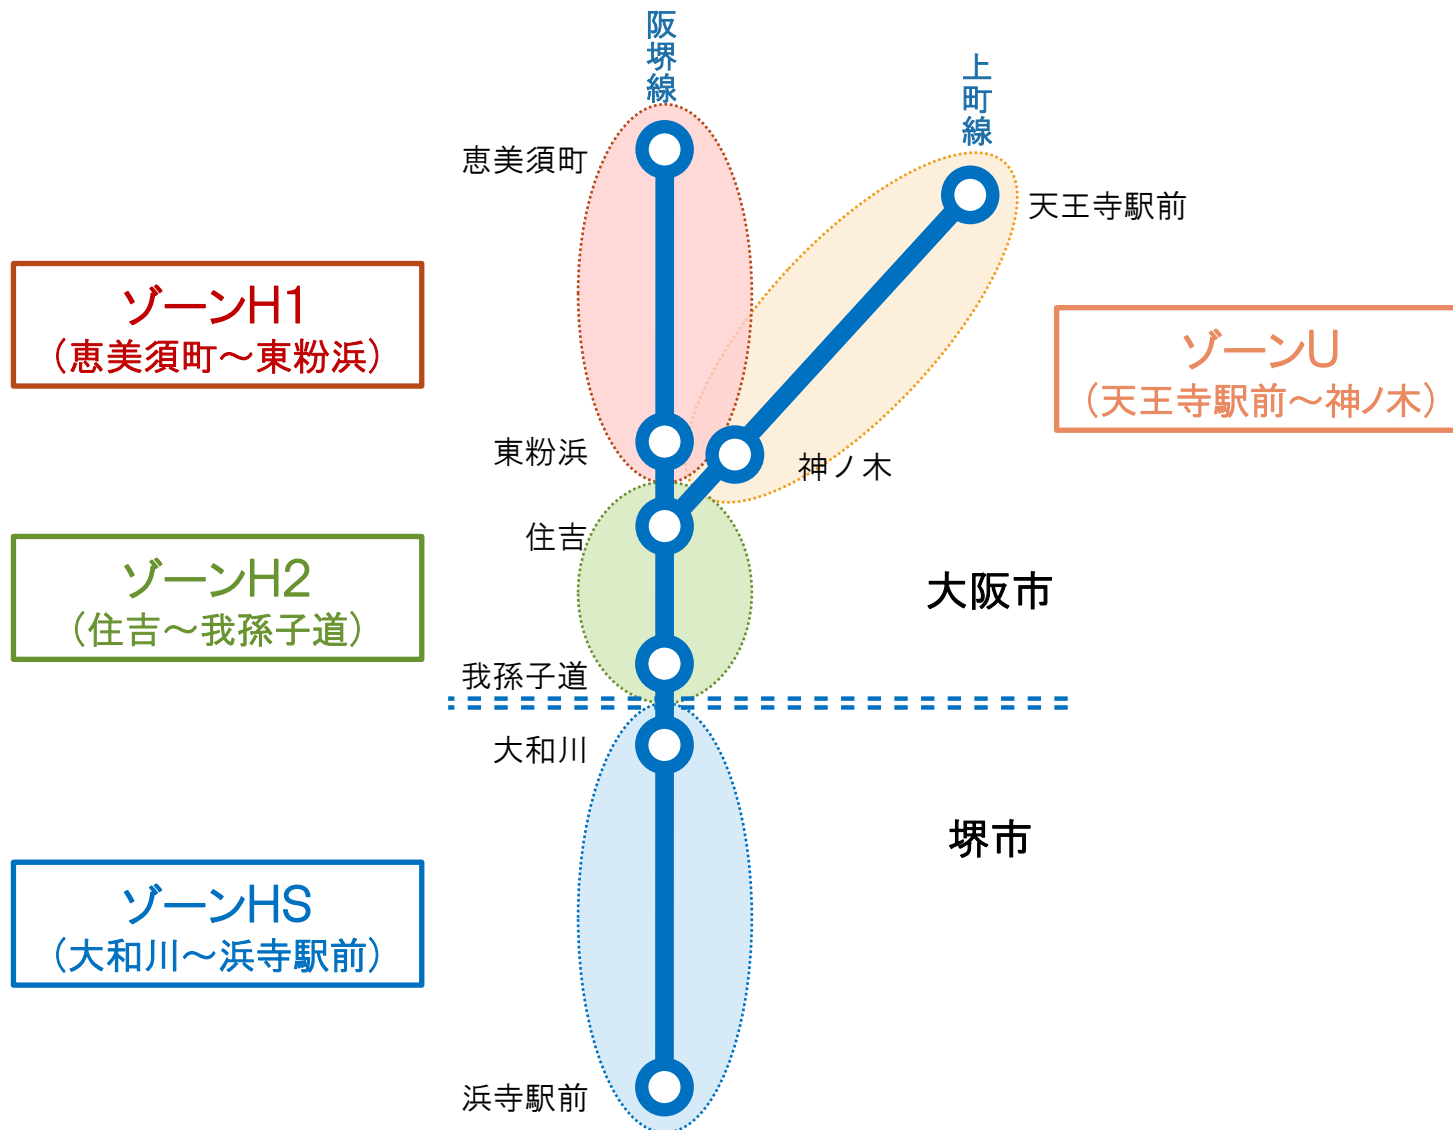 阪堺線
上町線
恵美須町
天王寺駅前
ゾーンH1
(恵美須町～東粉浜)
ゾーンU
(天王寺駅前～神ノ木)
東粉浜
神ノ木
住吉
ゾーンH2
(住吉～我孫子道)
大阪市
我孫子道
大和川
堺市
ゾーンHS
(大和川～浜寺駅前)
浜寺駅前